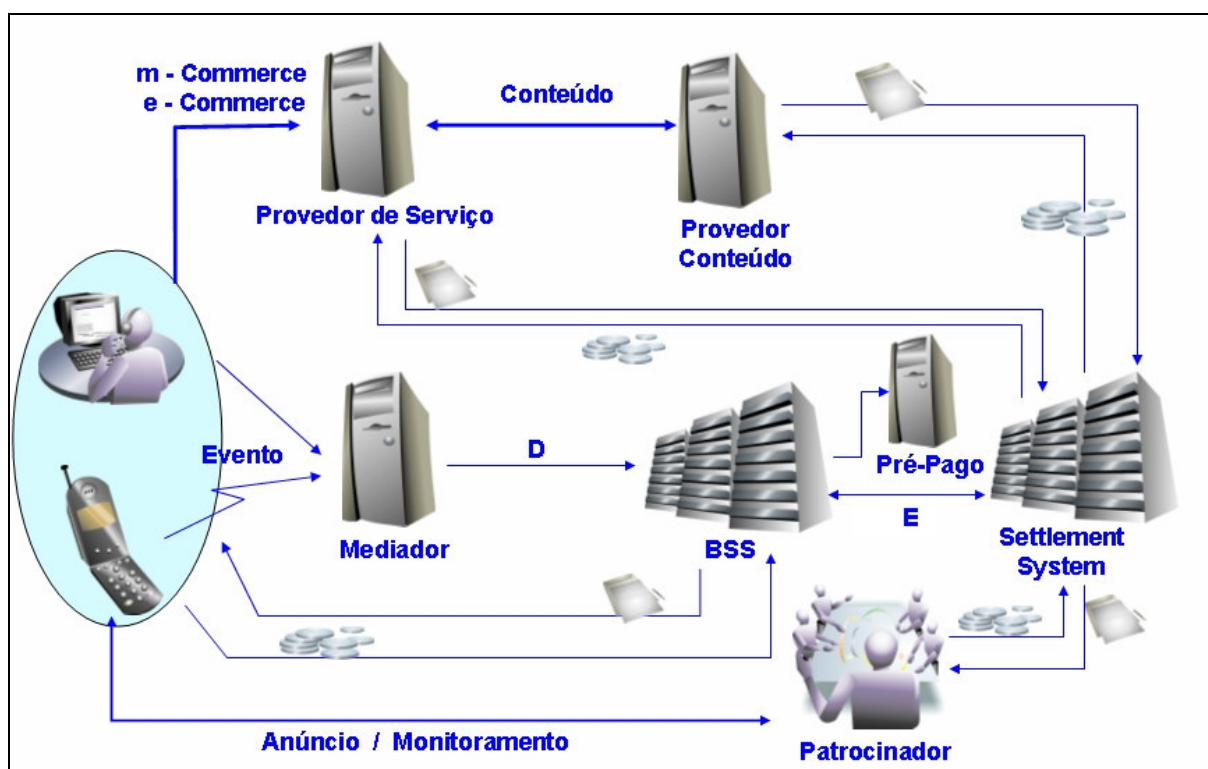 m - Commerce
e - Commerce
Conteúdo
Provedor de Serviço
Provedor
Conteúdo
Evento
D
Pré-Pago
E
Mediador
BSS
Settlement
System
Anúncio / Monitoramento
Patrocinador